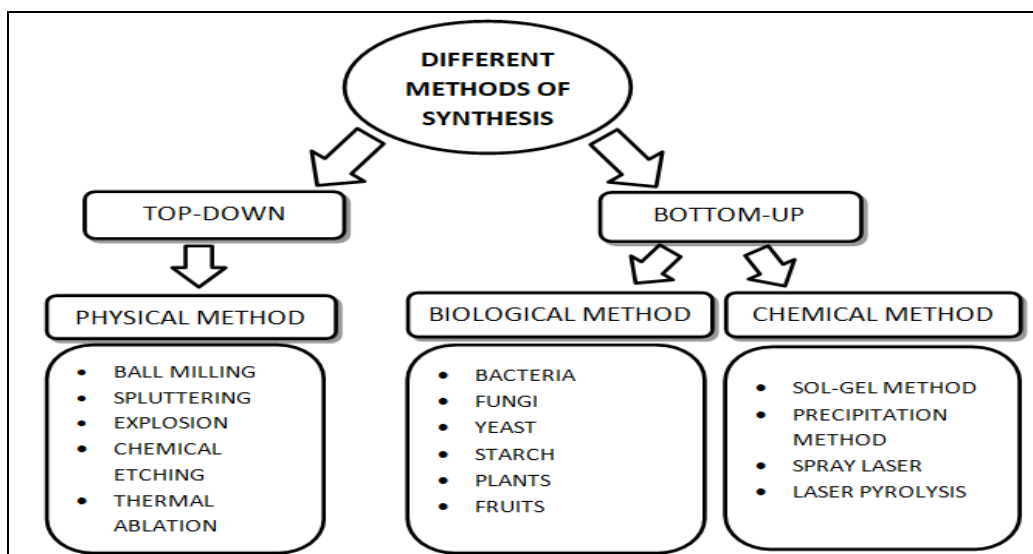 DIFFERENT
METHODS OF
SYNTHESIS
TOP-DOWN
BOTTOM-UP
PHYSICAL METHOD
BIOLOGICAL METHOD
CHEMICAL METHOD
• BALL MILLING
• SPLUTTERING
• EXPLOSION
• CHEMICAL
ETCHING
• THERMAL
ABLATION
• BACTERIA
• FUNGI
• YEAST
• STARCH
• PLANTS
• FRUITS
• SOL-GEL METHOD
• PRECIPITATION
METHOD
• SPRAY LASER
• LASER PYROLYSIS